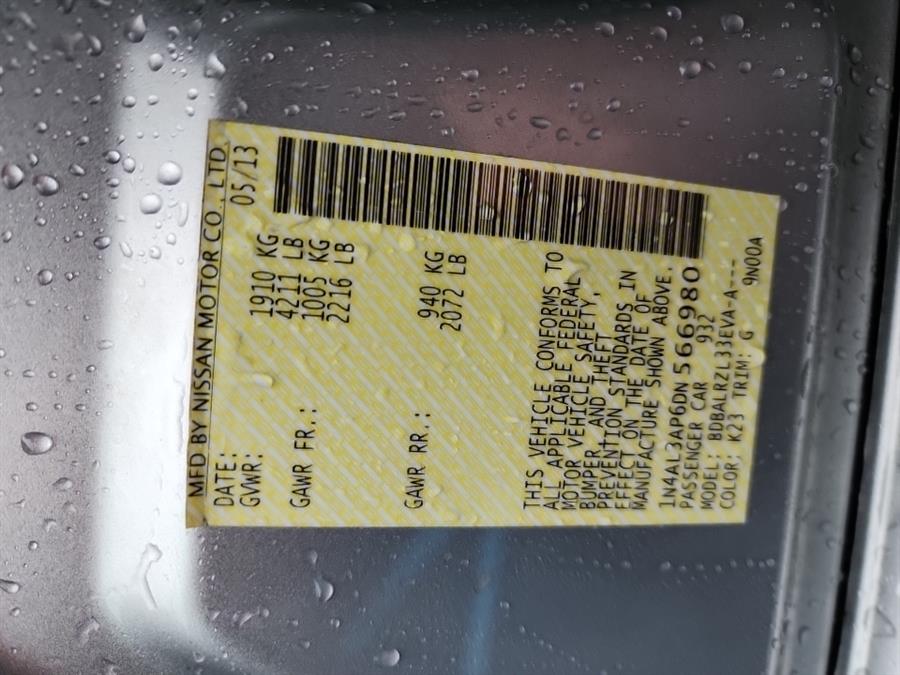 MFD BY NISSAN MOTOR CO., LTD.
DATE: 05/13
GVWR: 1910 KG
4211 LB
GAWR FR.: 1005 KG
2216 LB
GAWR RR.: 940 KG
2072 LB
THIS VEHICLE CONFORMS TO
ALL APPLICABLE FEDERAL
MOTOR VEHICLE SAFETY,
BUMPER, AND THEFT
PREVENTION STANDARDS IN
EFFECT ON THE DATE OF
MANUFACTURE SHOWN ABOVE.
1N4AL3AP6DN566980
PASSENGER CAR 932
MODEL: BDBALRZL33EVA-A---
COLOR: K23 TRIM: G 9N00A